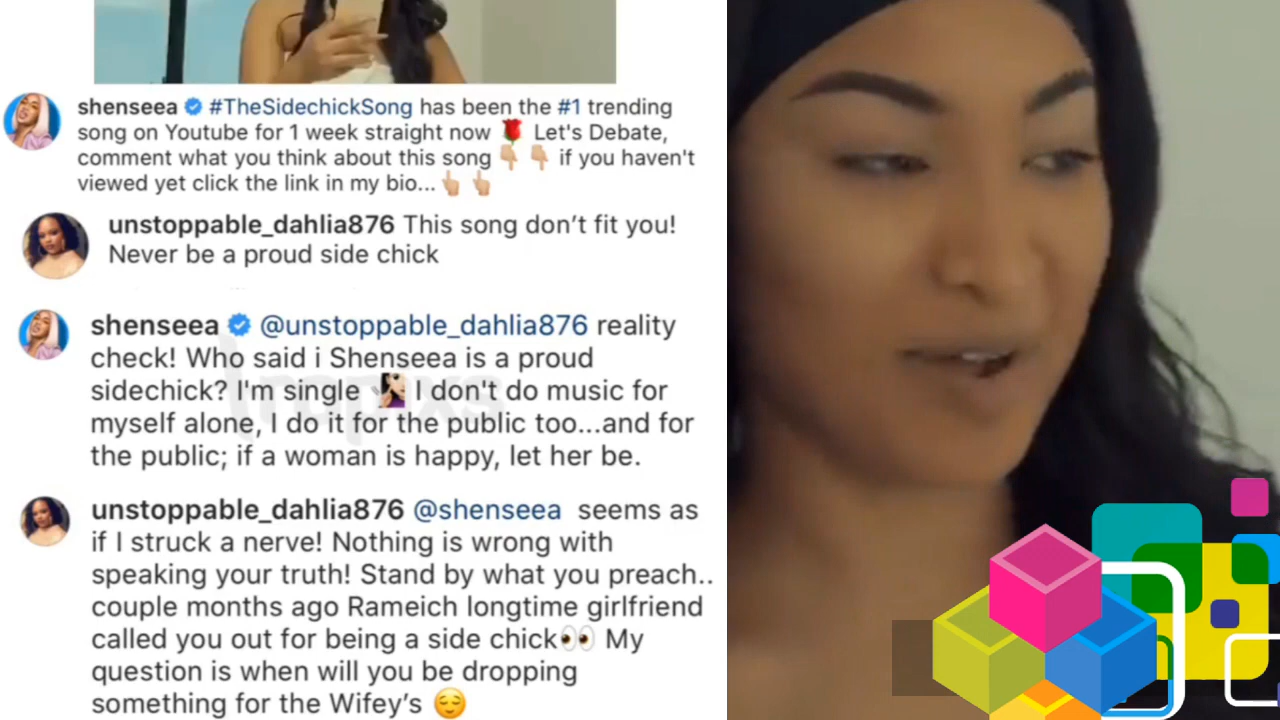 shenseea #TheSidechickSong has been the #1 trending
song on Youtube for 1 week straight now 🌹 Let's Debate,
comment what you think about this song 👇🏼 👇🏼 if you haven't
viewed yet click the link in my bio... 👆🏼 👆🏼
unstoppable_dahlia876 This song don’t fit you!
Never be a proud side chick
shenseea @unstoppable_dahlia876 reality
check! Who said i Shenseea is a proud
sidechick? I'm single 💇🏻‍♀️ I don't do music for
myself alone, I do it for the public too...and for
the public; if a woman is happy, let her be.
unstoppable_dahlia876 @shenseea seems as
if I struck a nerve! Nothing is wrong with
speaking your truth! Stand by what you preach..
couple months ago Rameich longtime girlfriend
called you out for being a side chick👀 My
question is when will you be dropping
something for the Wifey’s 😌